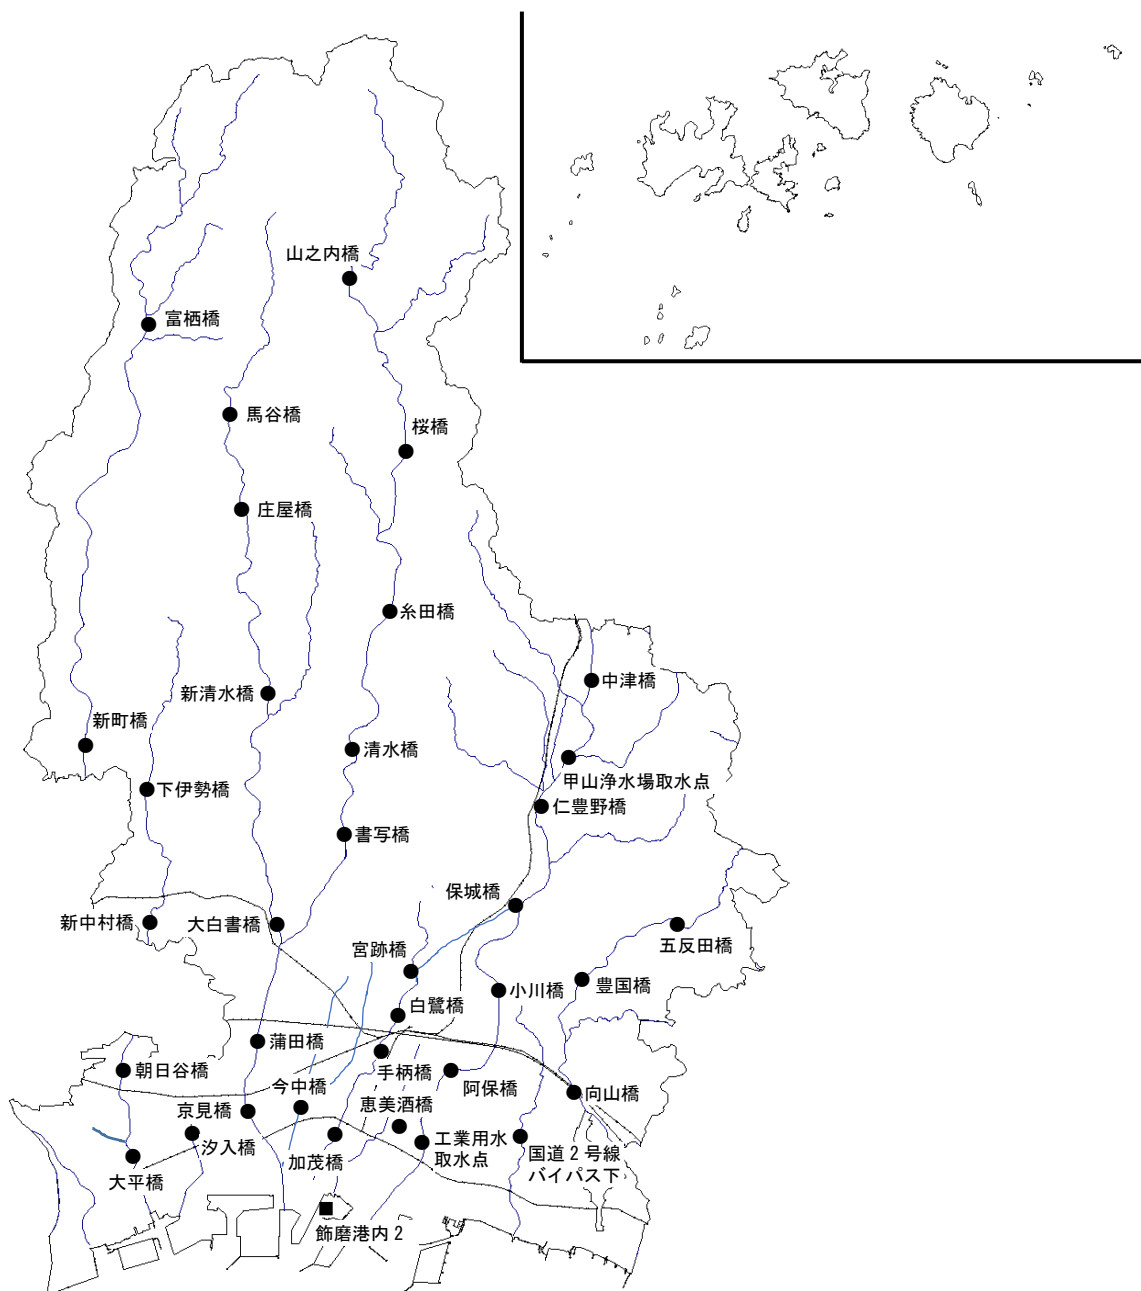 山之内橋
富栖橋
馬谷橋
桜橋
庄屋橋
糸田橋
中津橋
新清水橋
新町橋
清水橋
甲山浄水場取水点
下伊勢橋
仁豊野橋
書写橋
保城橋
新中村橋
大白書橋
五反田橋
宮跡橋
豊国橋
小川橋
白鷺橋
蒲田橋
朝日谷橋
手柄橋
今中橋
阿保橋
向山橋
恵美酒橋
京見橋
汐入橋
工業用水
取水点
加茂橋
国道2号線
バイパス下
大平橋
飾磨港内2